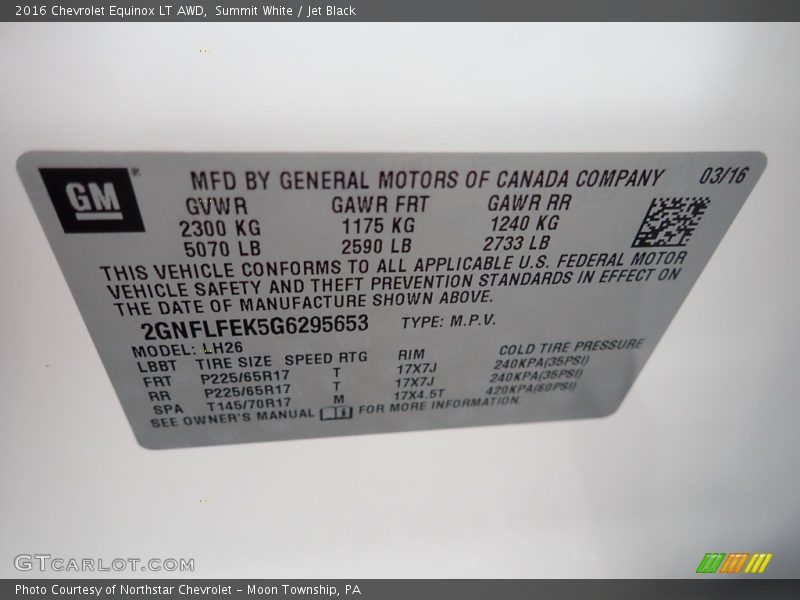 2016 Chevrolet Equinox LT AWD,  Summit White / Jet Black
GM
MFD BY GENERAL MOTORS OF CANADA COMPANY 03/16
GVWR GAWR FRT GAWR RR
2300 KG 1175 KG 1240 KG
5070 LB 2590 LB 2733 LB
THIS VEHICLE CONFORMS TO ALL APPLICABLE U.S. FEDERAL MOTOR
VEHICLE SAFETY AND THEFT PREVENTION STANDARDS IN EFFECT ON
THE DATE OF MANUFACTURE SHOWN ABOVE.
2GNFLFEK5G6295653 TYPE: M.P.V.
MODEL: LH26
LBBT TIRE SIZE SPEED RTG RIM COLD TIRE PRESSURE
FRT P225/65R17 T 17X7J 240KPA(35PSI)
RR P225/65R17 T 17X7J 240KPA(35PSI)
SPA T145/70R17 M 17X4.5T 420KPA(60PSI)
SEE OWNER'S MANUAL FOR MORE INFORMATION.
GTCARLOT.COM
Photo Courtesy of Northstar Chevrolet - Moon Township, PA